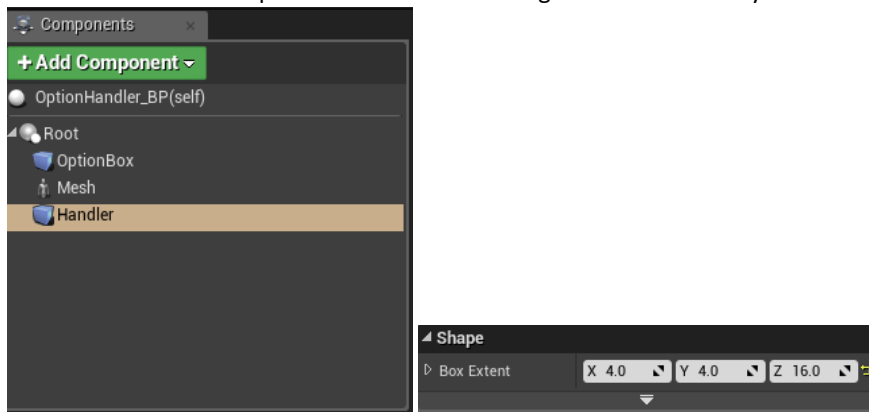 Components
+ Add Component
OptionHandler_BP(self)
Root
OptionBox
Mesh
Handler
Shape
Box Extent X 4.0 Y 4.0 Z 16.0